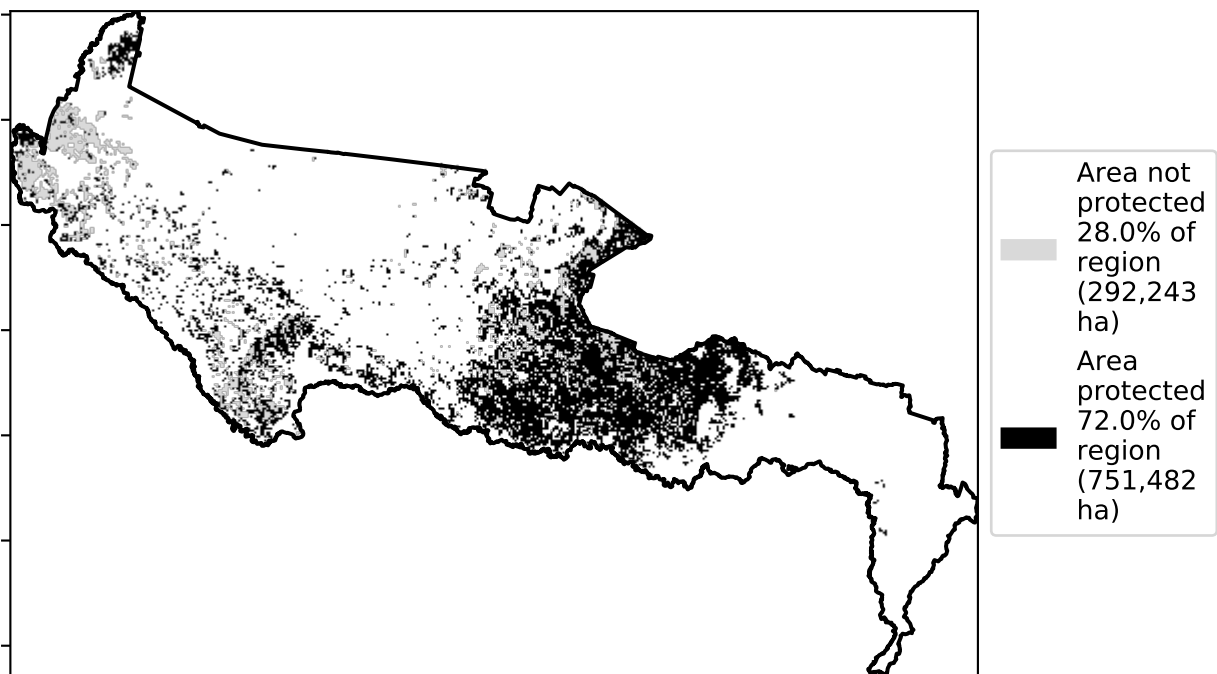 Area not
protected
28.0% of
region
(292,243
ha)
Area
protected
72.0% of
region
(751,482
ha)